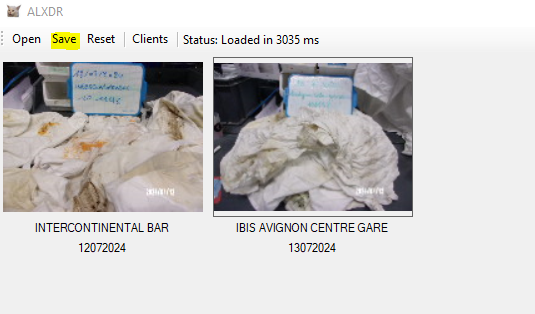 ALXDR
Open Save Reset Clients Status: Loaded in 3035 ms
INTERCONTINENTAL BAR
12072024
IBIS AVIGNON CENTRE GARE
13072024